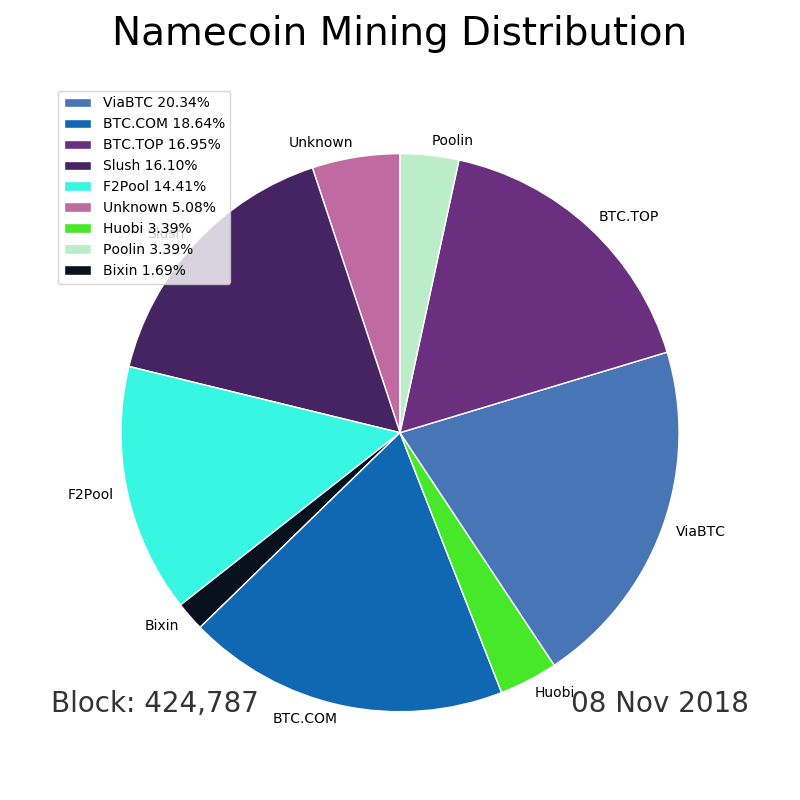 Namecoin Mining Distribution
ViaBTC 20.34%
BTC.COM 18.64%
BTC.TOP 16.95%
Slush 16.10%
F2Pool 14.41%
Unknown 5.08%
Huobi 3.39%
Poolin 3.39%
Bixin 1.69%
Unknown
Poolin
BTC.TOP
Slush
F2Pool
ViaBTC
Bixin
Huobi
BTC.COM
Block: 424,787
08 Nov 2018